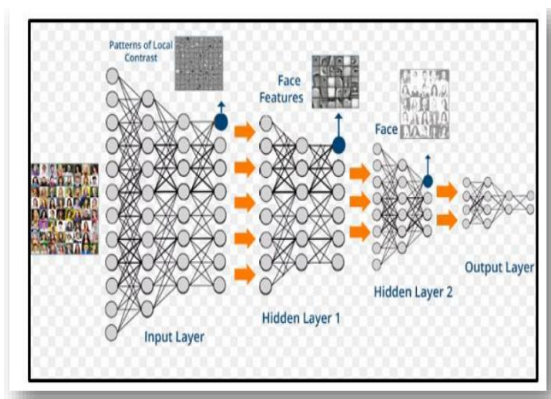 Patterns of Local
Contrast
Face
Features
Face
Input Layer
Hidden Layer 1
Hidden Layer 2
Output Layer